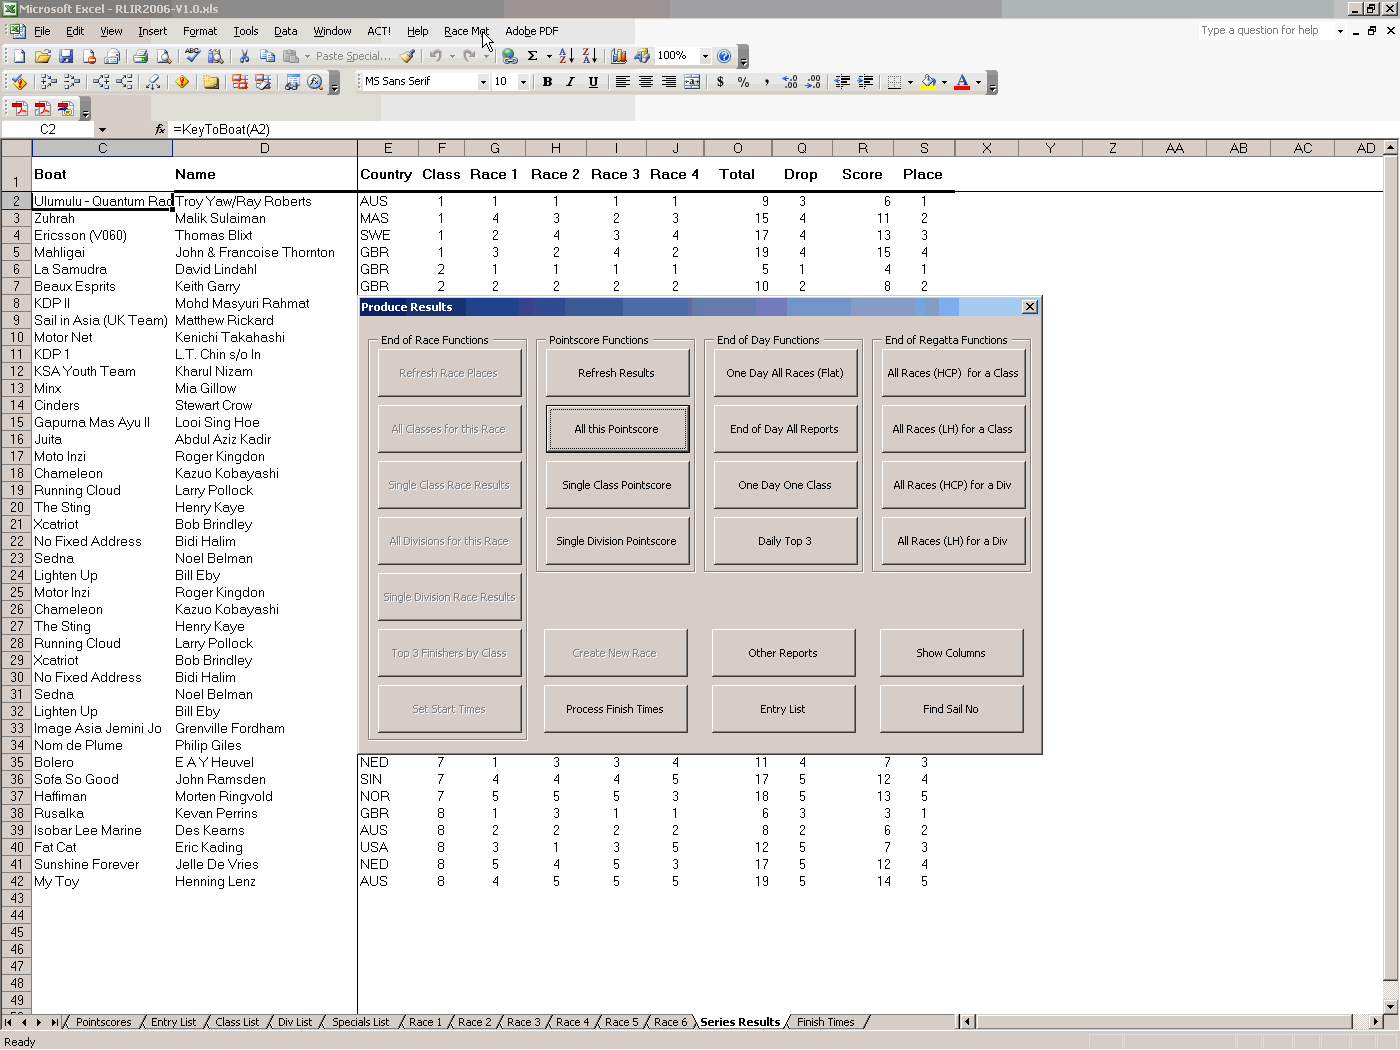 Microsoft Excel - RLIR2006-V1.0.xls
File Edit View Insert Format Tools Data Window ACT! Help Race Mgt Adobe PDF Type a question for help
Paste Special... 100%
MS Sans Serif 10 B I U $ % ,
C2 fx =KeyToBoat(A2)
C D E F G H I J O Q R S X Y Z AA AB AC AD
1 Boat Name Country Class Race 1 Race 2 Race 3 Race 4 Total Drop Score Place
2 Ulumulu - Quantum Rac Troy Yaw/Ray Roberts AUS 1 1 1 1 1 9 3 6 1
3 Zuhrah Malik Sulaiman MAS 1 4 3 2 3 15 4 11 2
4 Ericsson (V060) Thomas Blixt SWE 1 2 4 3 4 17 4 13 3
5 Mahligai John & Francoise Thornton GBR 1 3 2 4 2 19 4 15 4
6 La Samudra David Lindahl GBR 2 1 1 1 1 5 1 4 1
7 Beaux Esprits Keith Garry GBR 2 2 2 2 2 10 2 8 2
8 KDP II Mohd Masyuri Rahmat
9 Sail in Asia (UK Team) Matthew Rickard
10 Motor Net Kenichi Takahashi
11 KDP 1 L.T. Chin s/o In
12 KSA Youth Team Kharul Nizam
13 Minx Mia Gillow
14 Cinders Stewart Crow
15 Gapurna Mas Ayu II Looi Sing Hoe
16 Juita Abdul Aziz Kadir
17 Moto Inzi Roger Kingdon
18 Chameleon Kazuo Kobayashi
19 Running Cloud Larry Pollock
20 The Sting Henry Kaye
21 Xcatriot Bob Brindley
22 No Fixed Address Bidi Halim
23 Sedna Noel Belman
24 Lighten Up Bill Eby
25 Motor Inzi Roger Kingdon
26 Chameleon Kazuo Kobayashi
27 The Sting Henry Kaye
28 Running Cloud Larry Pollock
29 Xcatriot Bob Brindley
30 No Fixed Address Bidi Halim
31 Sedna Noel Belman
32 Lighten Up Bill Eby
33 Image Asia Jemini Jo Grenville Fordham
34 Nom de Plume Philip Giles
35 Bolero E A Y Heuvel NED 7 1 3 3 4 11 4 7 3
36 Sofa So Good John Ramsden SIN 7 4 4 4 5 17 5 12 4
37 Haffiman Morten Ringvold NOR 7 5 5 5 3 18 5 13 5
38 Rusalka Kevan Perrins GBR 8 1 3 1 1 6 3 3 1
39 Isobar Lee Marine Des Kearns AUS 8 2 2 2 2 8 2 6 2
40 Fat Cat Eric Kading USA 8 3 1 3 5 12 5 7 3
41 Sunshine Forever Jelle De Vries NED 8 5 4 5 3 17 5 12 4
42 My Toy Henning Lenz AUS 8 4 5 5 5 19 5 14 5
43
44
45
46
47
48
49
Produce Results
End of Race Functions Pointscore Functions End of Day Functions End of Regatta Functions
Refresh Race Places Refresh Results One Day All Races (Flat) All Races (HCP) for a Class
All Classes for this Race All this Pointscore End of Day All Reports All Races (LH) for a Class
Single Class Race Results Single Class Pointscore One Day One Class All Races (HCP) for a Div
All Divisions for this Race Single Division Pointscore Daily Top 3 All Races (LH) for a Div
Single Division Race Results
Top 3 Finishers by Class Create New Race Other Reports Show Columns
Set Start Times Process Finish Times Entry List Find Sail No
Pointscores Entry List Class List Div List Specials List Race 1 Race 2 Race 3 Race 4 Race 5 Race 6 Series Results Finish Times
Ready